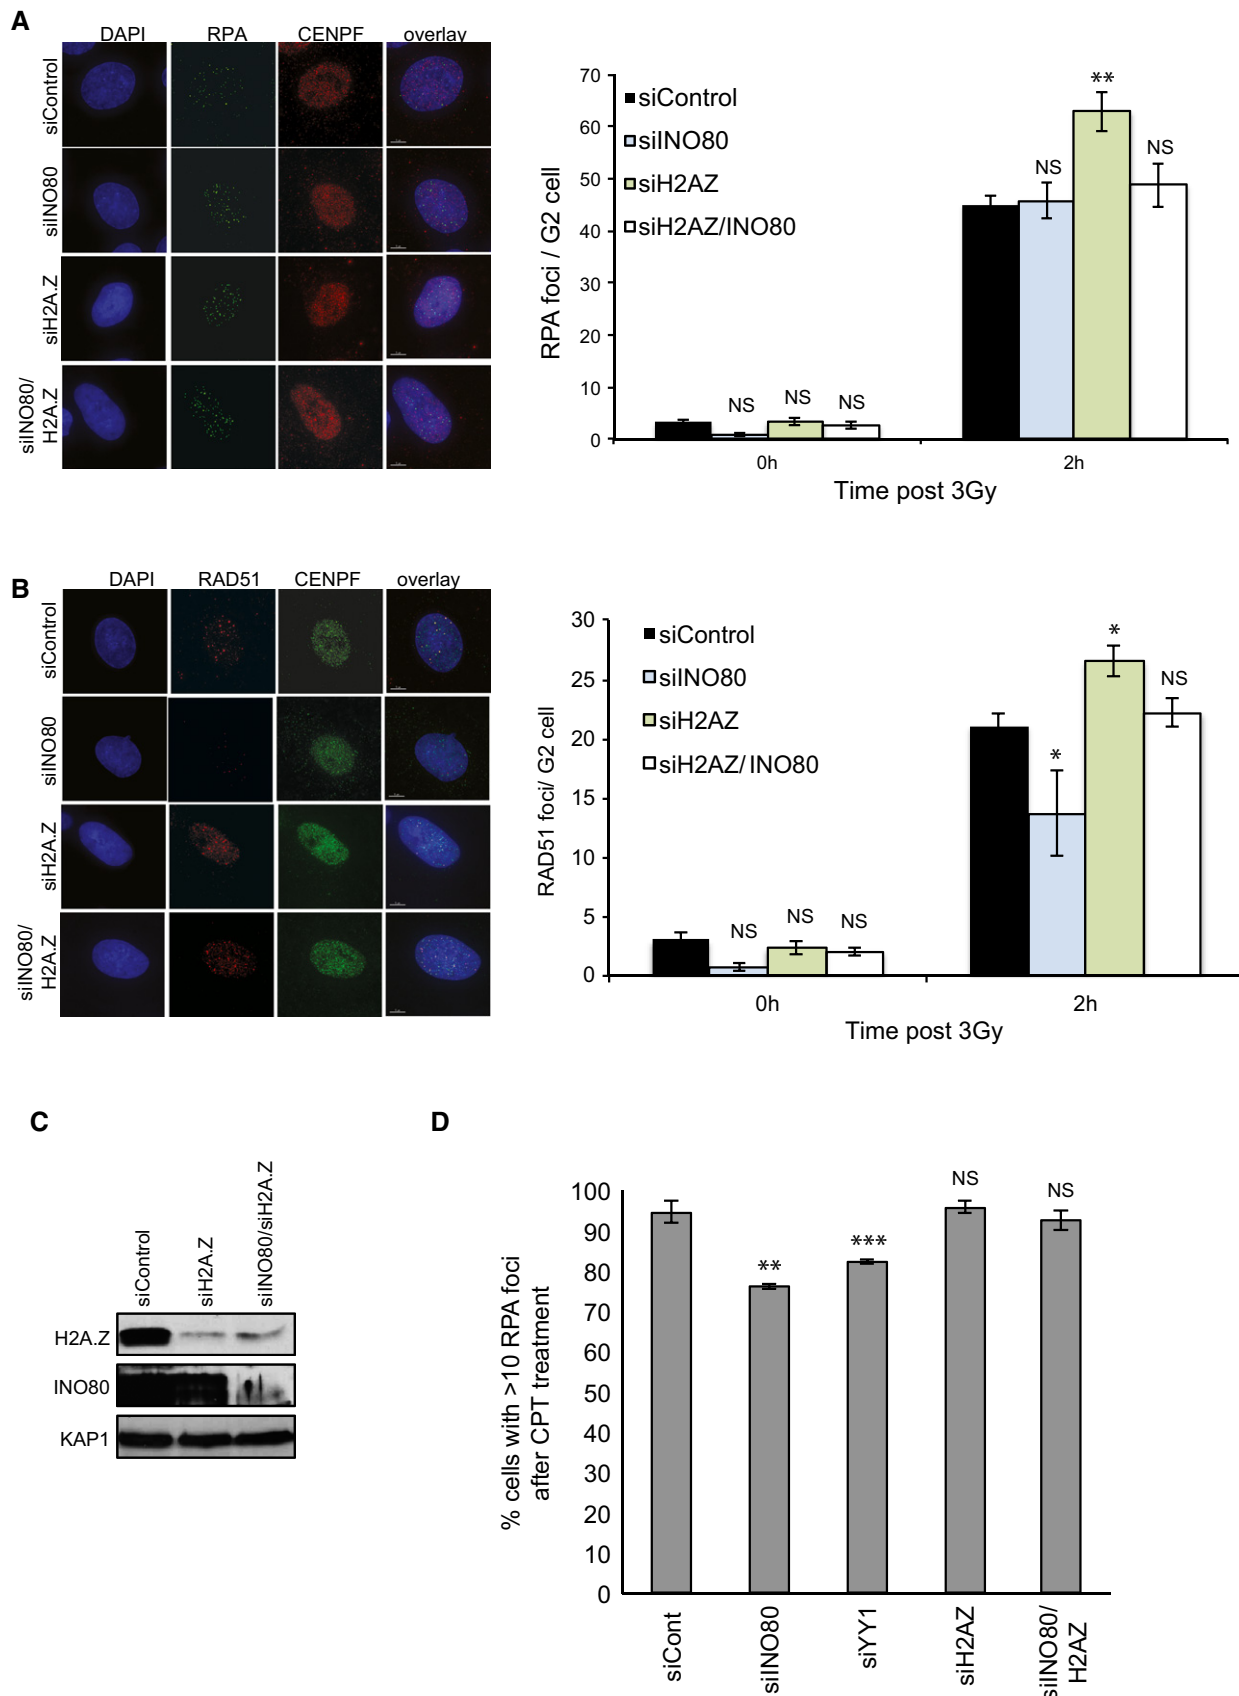 A
DAPI RPA CENPF overlay
siControl
siINO80
siH2A.Z
siINO80/
H2A.Z
RPA foci / G2 cell
70
60
50
40
30
20
10
0
siControl
siINO80
siH2AZ
siH2AZ/INO80
NS
NS
NS
NS
**
NS
0h
2h
Time post 3Gy
B
DAPI RAD51 CENPF overlay
siControl
siINO80
siH2A.Z
siINO80/
H2A.Z
RAD51 foci/ G2 cell
30
25
20
15
10
5
0
siControl
siINO80
siH2AZ
siH2AZ/ INO80
NS
NS
NS
*
*
NS
0h
2h
Time post 3Gy
C
siControl
siH2A.Z
siINO80/siH2A.Z
H2A.Z
INO80
KAP1
D
% cells with >10 RPA foci
after CPT treatment
100
90
80
70
60
50
40
30
20
10
0
**
***
NS
NS
siCont
siINO80
siYY1
siH2AZ
siINO80/
H2AZ